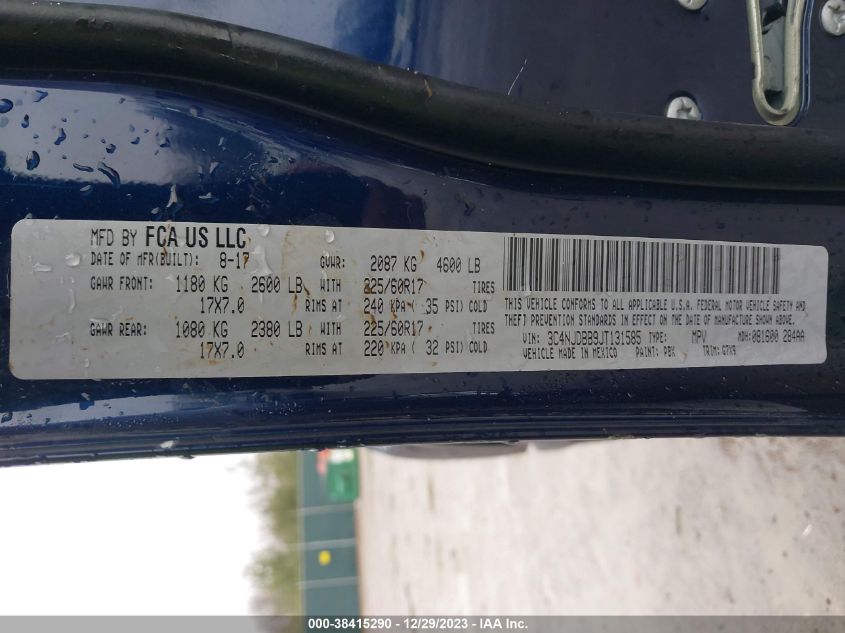 MFD BY FCA US LLC
DATE OF MFR(BUILT): 8-17 GVWR: 2087 KG 4600 LB
GAWR FRONT: 1180 KG 2600 LB WITH 225/60R17 TIRES
17X7.0 RIMS AT 240 KPA ( 35 PSI) COLD
GAWR REAR: 1080 KG 2380 LB WITH 225/60R17 TIRES
17X7.0 RIMS AT 220 KPA ( 32 PSI) COLD
THIS VEHICLE CONFORMS TO ALL APPLICABLE U.S.A. FEDERAL MOTOR VEHICLE SAFETY AND
THEFT PREVENTION STANDARDS IN EFFECT ON THE DATE OF MANUFACTURE SHOWN ABOVE.
VIN: 3C4NJDBB9JT131585 TYPE: MPV MDH: 081600 284AA
VEHICLE MADE IN MEXICO PAINT: PBX TRIM: GTX9
000-38415290 - 12/29/2023 - IAA Inc.